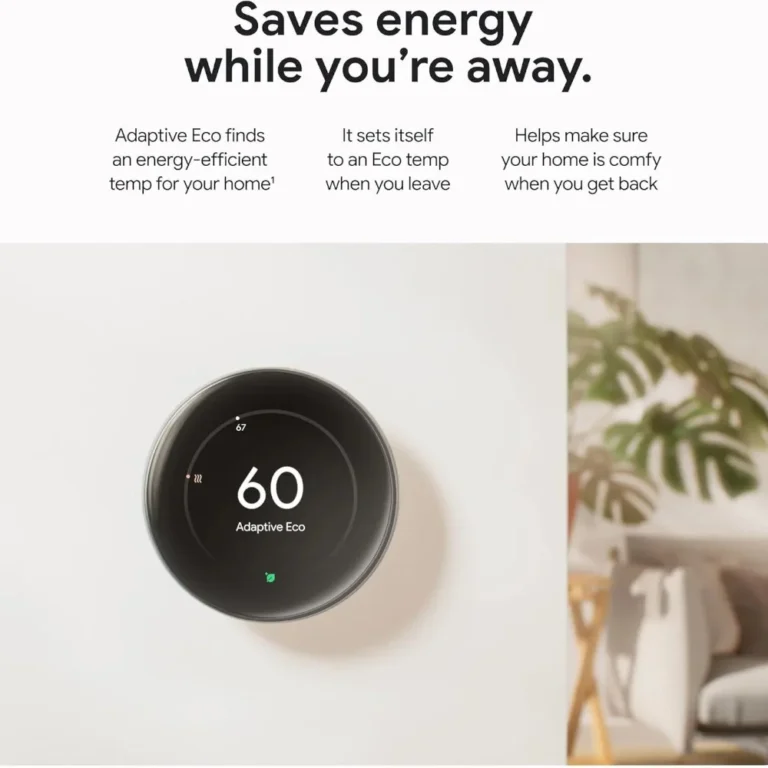 Saves energy
while you’re away.
Adaptive Eco finds
an energy-efficient
temp for your home¹
It sets itself
to an Eco temp
when you leave
Helps make sure
your home is comfy
when you get back
67
60
Adaptive Eco